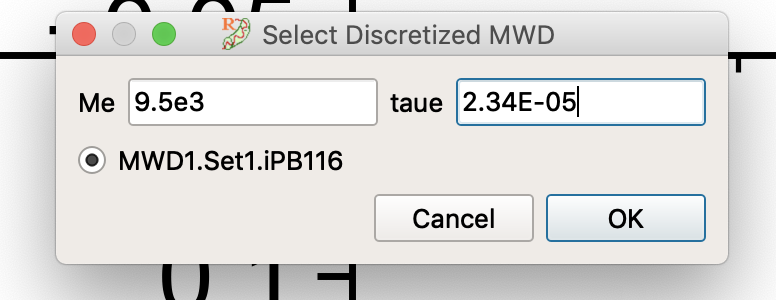 Select Discretized MWD
Me 9.5e3 taue 2.34E-05
MWD1.Set1.iPB116
Cancel OK